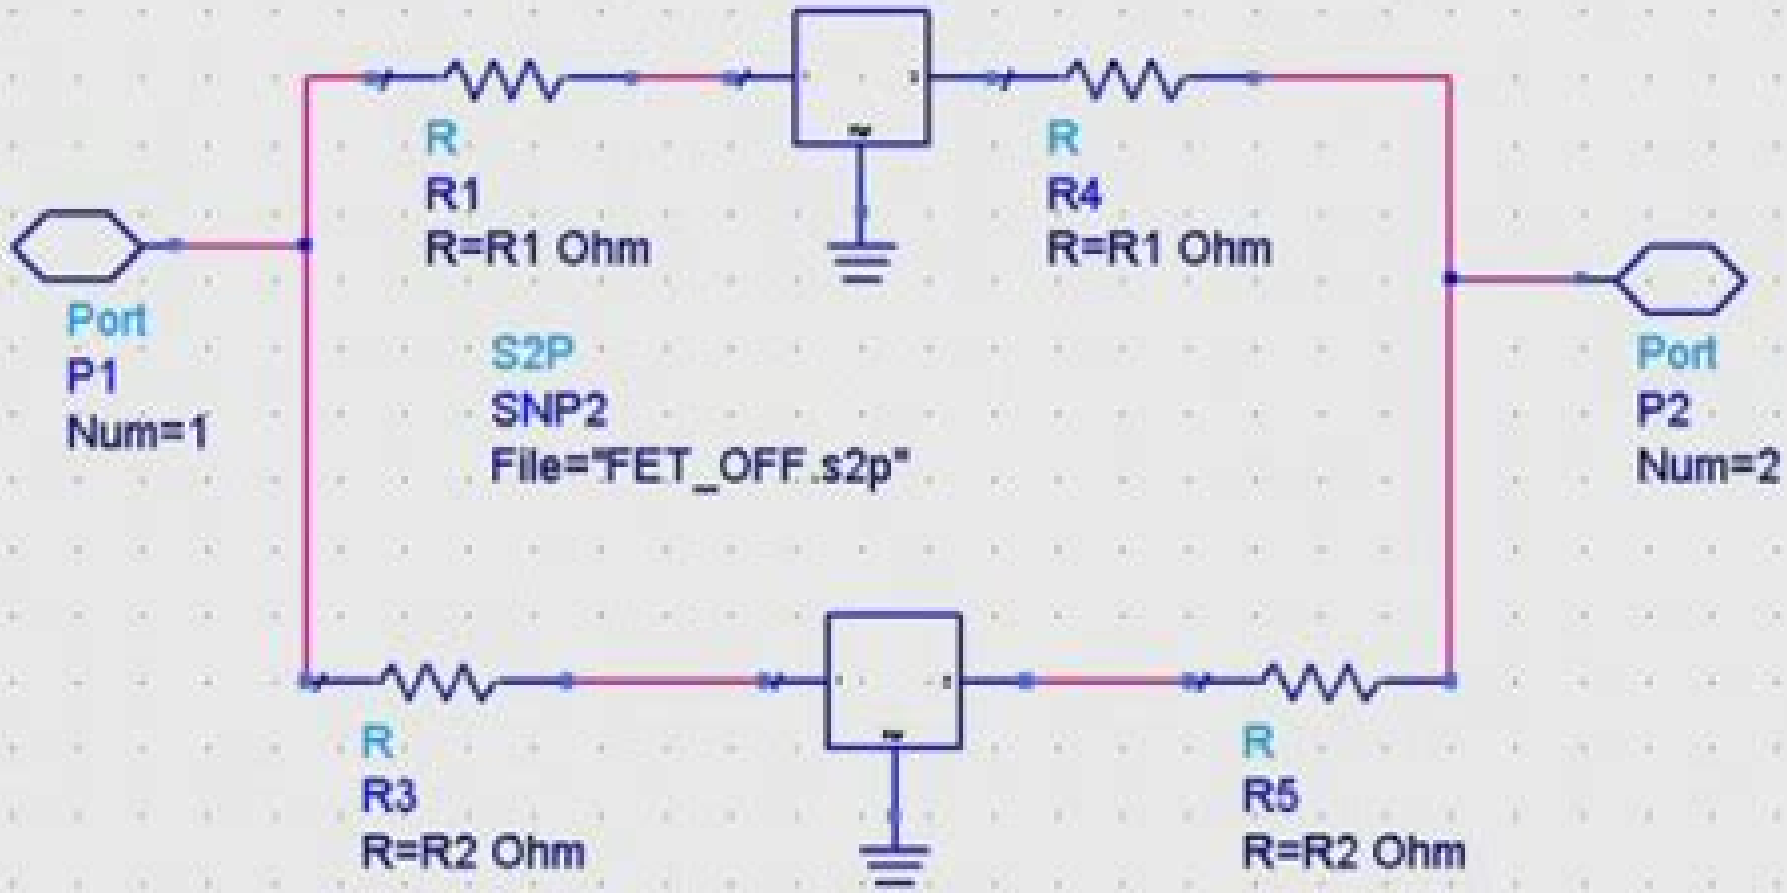 R
R1
R=R1 Ohm
R
R4
R=R1 Ohm
Port
P1
Num=1
S2P
SNP2
File="FET_OFF.s2p"
Port
P2
Num=2
R
R3
R=R2 Ohm
R
R5
R=R2 Ohm